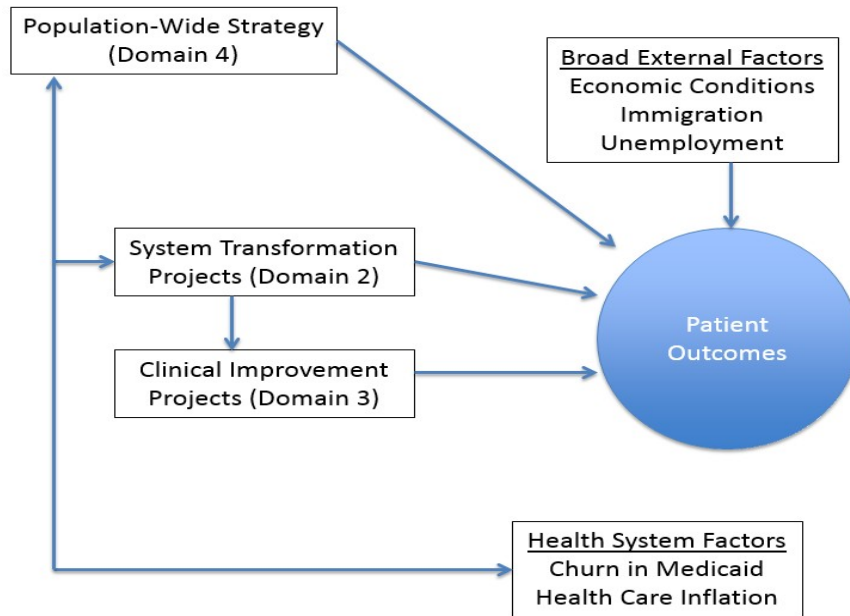 Population-Wide Strategy
(Domain 4)
Broad External Factors
Economic Conditions
Immigration
Unemployment
System Transformation
Projects (Domain 2)
Patient
Outcomes
Clinical Improvement
Projects (Domain 3)
Health System Factors
Churn in Medicaid
Health Care Inflation